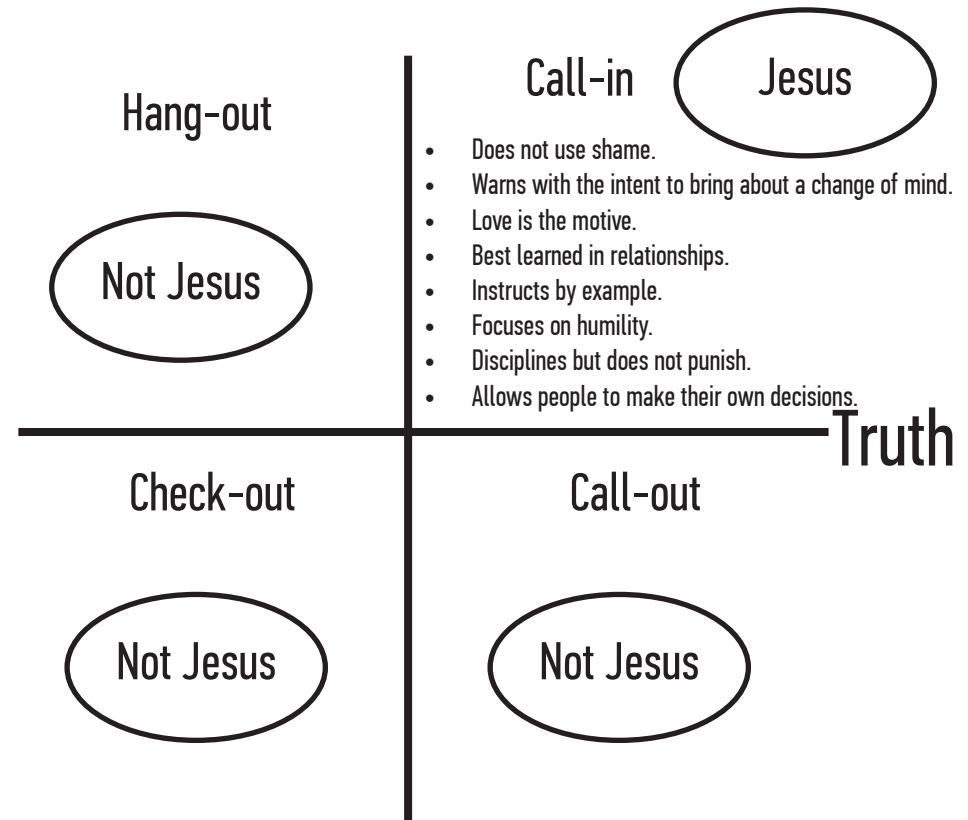 Hang-out
Not Jesus
Call-in
Jesus
• Does not use shame.
• Warns with the intent to bring about a change of mind.
• Love is the motive.
• Best learned in relationships.
• Instructs by example.
• Focuses on humility.
• Disciplines but does not punish.
• Allows people to make their own decisions.
Truth
Check-out
Not Jesus
Call-out
Not Jesus